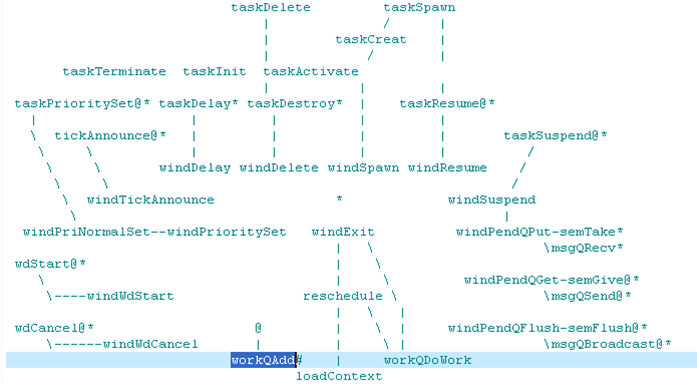 taskDelete taskSpawn
| / |
| taskCreat |
| / |
taskTerminate taskInit taskActivate
| | |
taskPrioritySet@* taskDelay* taskDestroy* | taskResume@*
| | | | |
\ tickAnnounce@* | | | | taskSuspend@*
\ \ | | | | /
\ \ windDelay windDelete windSpawn windResume /
\ \ /
\ windTickAnnounce * windSuspend
\ |
windPriNormalSet--windPrioritySet windExit windPendQPut-semTake*
| \ \msgQRecv*
wdStart@* | \
\ | \ windPendQGet-semGive@*
\----windWdStart reschedule \ \msgQSend@*
| \ |
wdCancel@* @ | \ | windPendQFlush-semFlush@*
\------windWdCancel | | \ | \msgQBroadcast@*
workQAdd# | workQDoWork
loadContext